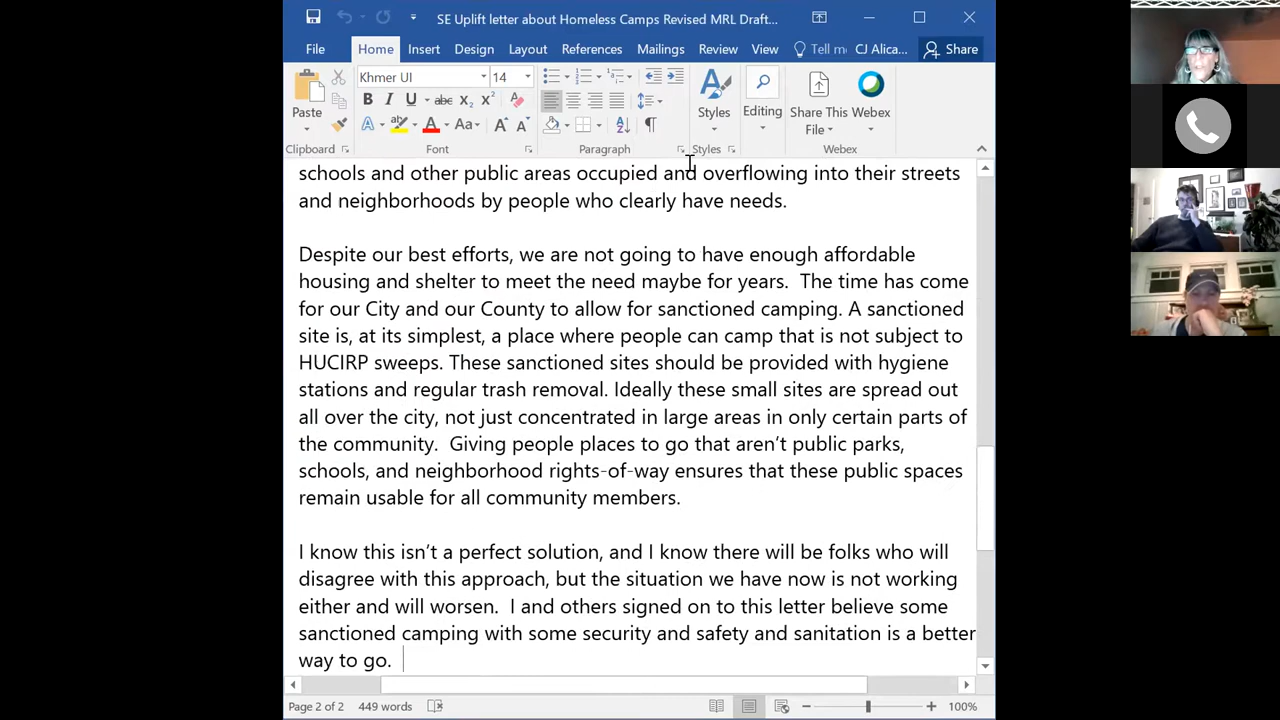 SE Uplift letter about Homeless Camps Revised MRL Draft...
File Home Insert Design Layout References Mailings Review View Tell me CJ Alica... Share
Khmer UI 14
Paste
Styles
Editing
Share This File
Webex
Clipboard Font Paragraph Styles Webex
schools and other public areas occupied and overflowing into their streets
and neighborhoods by people who clearly have needs.
Despite our best efforts, we are not going to have enough affordable
housing and shelter to meet the need maybe for years.  The time has come
for our City and our County to allow for sanctioned camping. A sanctioned
site is, at its simplest, a place where people can camp that is not subject to
HUCIRP sweeps. These sanctioned sites should be provided with hygiene
stations and regular trash removal. Ideally these small sites are spread out
all over the city, not just concentrated in large areas in only certain parts of
the community.  Giving people places to go that aren't public parks,
schools, and neighborhood rights-of-way ensures that these public spaces
remain usable for all community members.
I know this isn't a perfect solution, and I know there will be folks who will
disagree with this approach, but the situation we have now is not working
either and will worsen.  I and others signed on to this letter believe some
sanctioned camping with some security and safety and sanitation is a better
way to go.
Page 2 of 2 449 words 100%